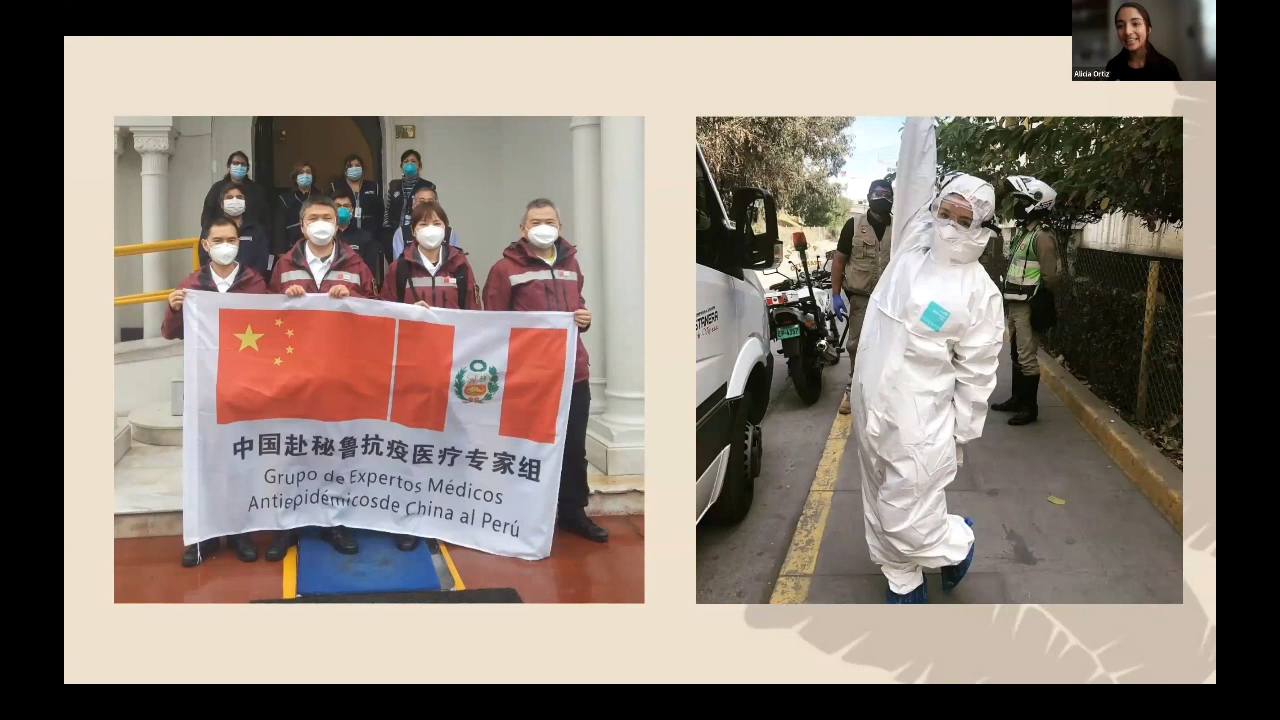 Alicia Ortiz
中国赴秘鲁抗疫医疗专家组
Grupo de Expertos Médicos
Antiepidémicosde China al Perú